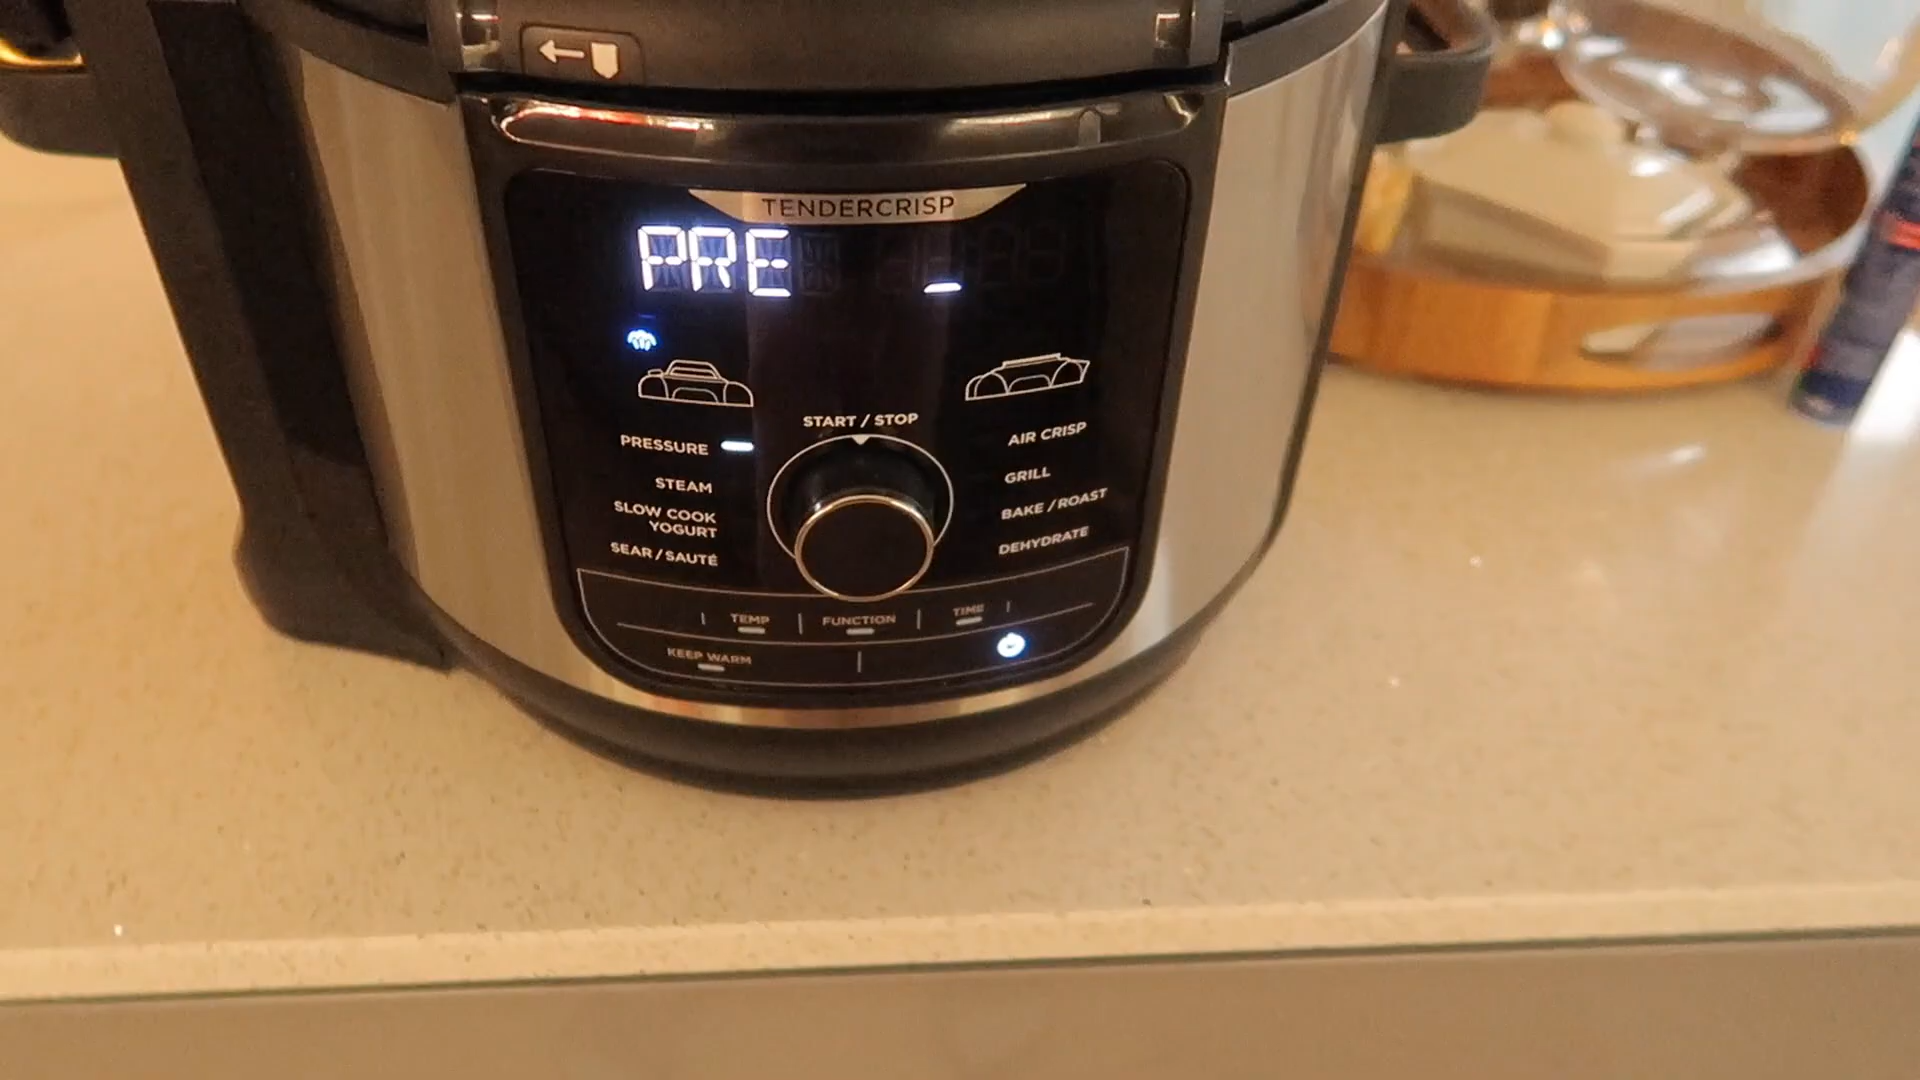 TENDERCRISP
PRE
START / STOP
PRESSURE
STEAM
SLOW COOK
YOGURT
SEAR / SAUTÉ
AIR CRISP
GRILL
BAKE / ROAST
DEHYDRATE
TEMP
FUNCTION
TIME
KEEP WARM